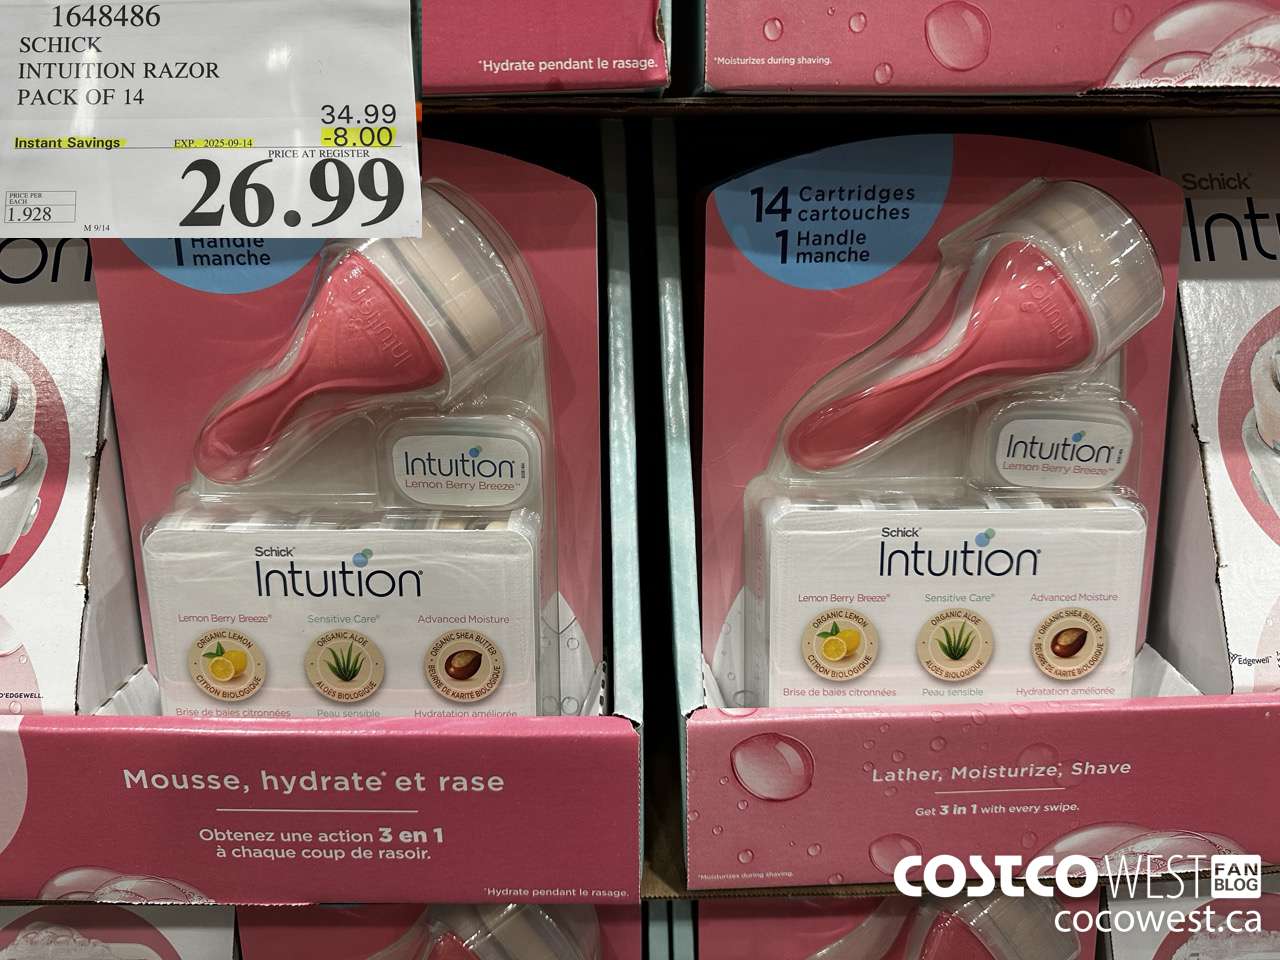 1648486
SCHICK
INTUITION RAZOR
PACK OF 14
34.99
Instant Savings EXP. 2025-09-14 -8.00
PRICE AT REGISTER
26.99
PRICE PER
EACH
1.928
M 9/14
*Hydrate pendant le rasage.
*Moisturizes during shaving.
on
1 Handle
manche
Intuition
Intuition
Lemon Berry Breeze™
Schick®
Intuition®
Lemon Berry Breeze®
Sensitive Care®
Advanced Moisture
ORGANIC LEMON
CITRON BIOLOGIQUE
ORGANIC ALOE
ALOÈS BIOLOGIQUE
ORGANIC SHEA BUTTER
BEURRE DE KARITÉ BIOLOGIQUE
Brise de baies citronnées
Peau sensible
Hydratation améliorée
14 Cartridges
cartouches
1 Handle
manche
Intuition
Intuition
Lemon Berry Breeze™
Schick®
Intuition®
Lemon Berry Breeze®
Sensitive Care®
Advanced Moisture
ORGANIC LEMON
CITRON BIOLOGIQUE
ORGANIC ALOE
ALOÈS BIOLOGIQUE
ORGANIC SHEA BUTTER
BEURRE DE KARITÉ BIOLOGIQUE
Brise de baies citronnées
Peau sensible
Hydratation améliorée
Schick®
Int
Edgewell™
D'EDGEWELL.
Mousse, hydrate* et rase
Obtenez une action 3 en 1
à chaque coup de rasoir.
*Hydrate pendant le rasage.
Lather, Moisturize*, Shave
Get 3 in 1 with every swipe.
*Moisturizes during shaving.
COSTCO WEST FAN BLOG
cocowest.ca